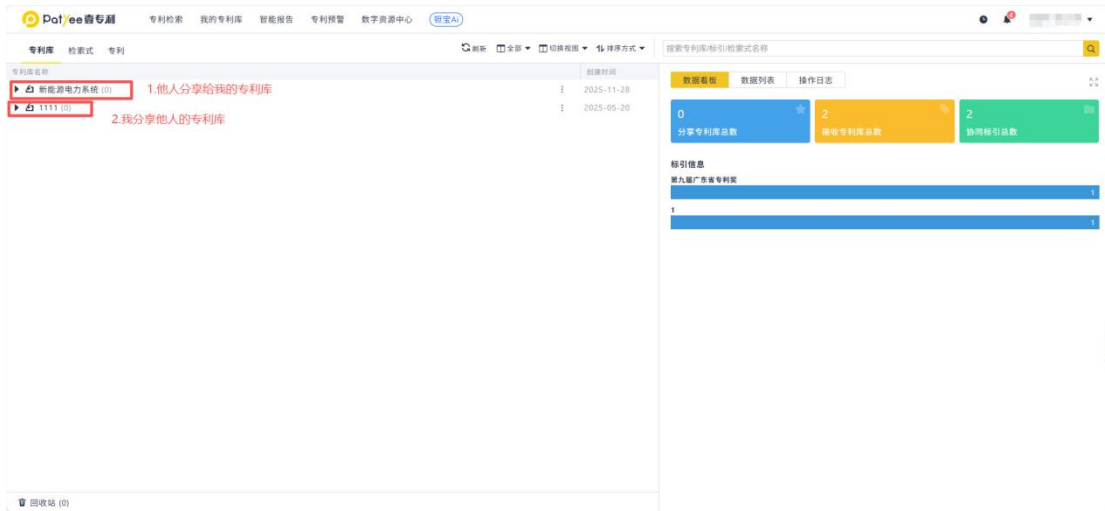 Patyee壹专利 专利检索 我的专利库 智能报告 专利预警 数字资源中心 钽宝Ai 4
专利库 检索式 专利 刷新 全部 切换视图 排序方式 搜索专利库/标引/检索式名称
专利库名称 创建时间 数据看板 数据列表 操作日志
新能源电力系统 (0) 1.他人分享给我的专利库 2025-11-28
1111 (0) 2025-05-20
2.我分享他人的专利库
0 2 2
分享专利库总数 接收专利库总数 协同标引总数
标引信息
第九届广东省专利奖
1
1
1
回收站 (0)